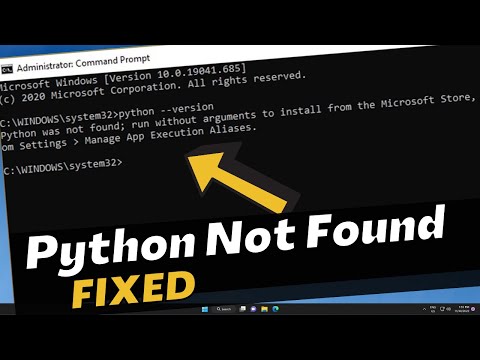 Administrator: Command Prompt
Microsoft Windows [Version 10.0.19041.685]
(c) 2020 Microsoft Corporation. All rights reserved.
C:\WINDOWS\system32>python --version
Python was not found; run without arguments to install from the Microsoft Store,
om Settings > Manage App Execution Aliases.
C:\WINDOWS\system32>
Python Not Found
FIXED
Search